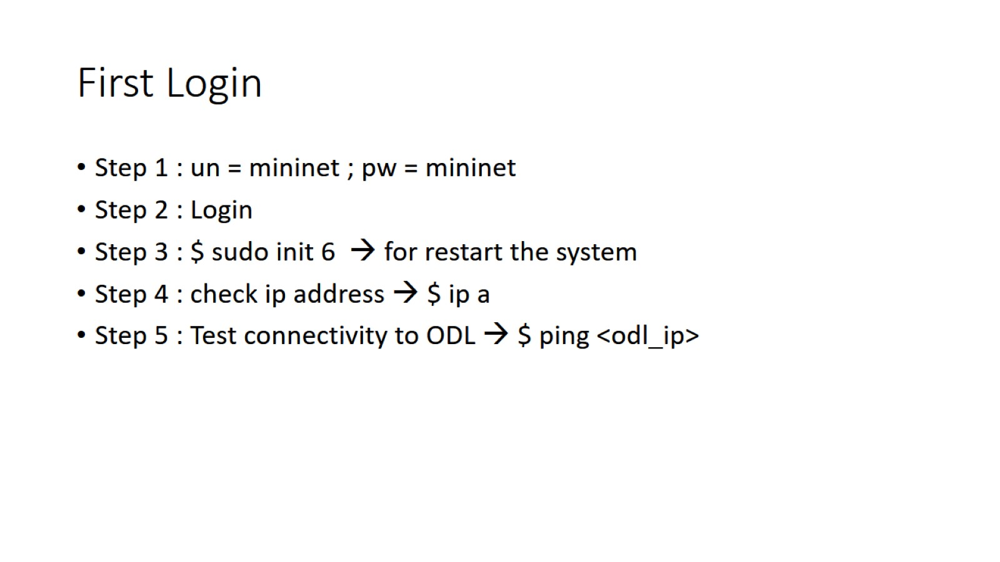 First Login
• Step 1 : un = mininet ; pw = mininet
• Step 2 : Login
• Step 3 : $ sudo init 6 → for restart the system
• Step 4 : check ip address → $ ip a
• Step 5 : Test connectivity to ODL → $ ping <odl_ip>